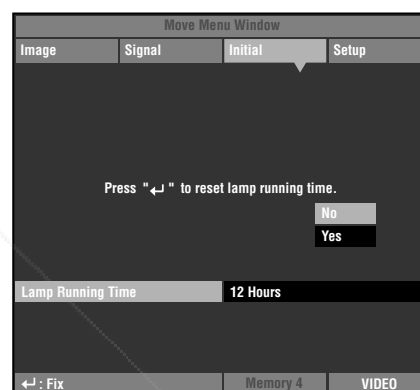 Move Menu Window
Image Signal Initial Setup
Press "↵" to reset lamp running time.
No
Yes
Lamp Running Time 12 Hours
↵ : Fix Memory 4 VIDEO